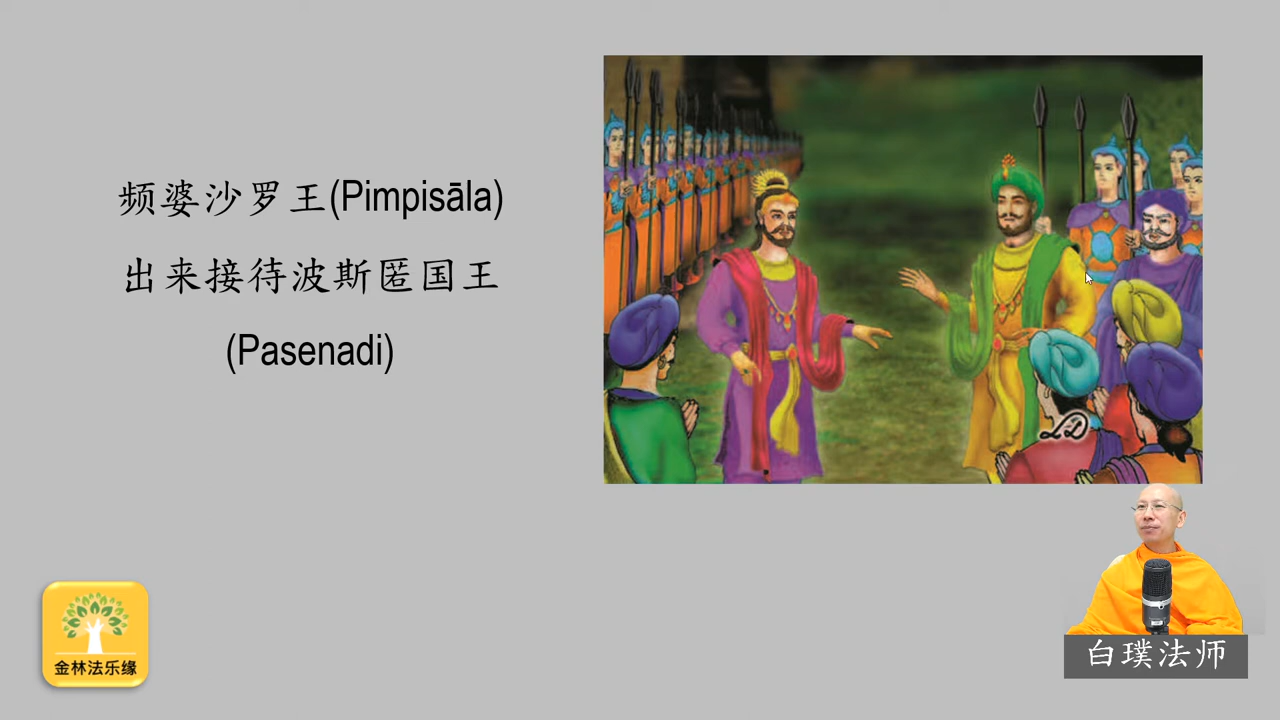 频婆沙罗王(Pimpisāla)
出来接待波斯匿国王
(Pasenadi)
LD
金林法乐缘
白璞法师